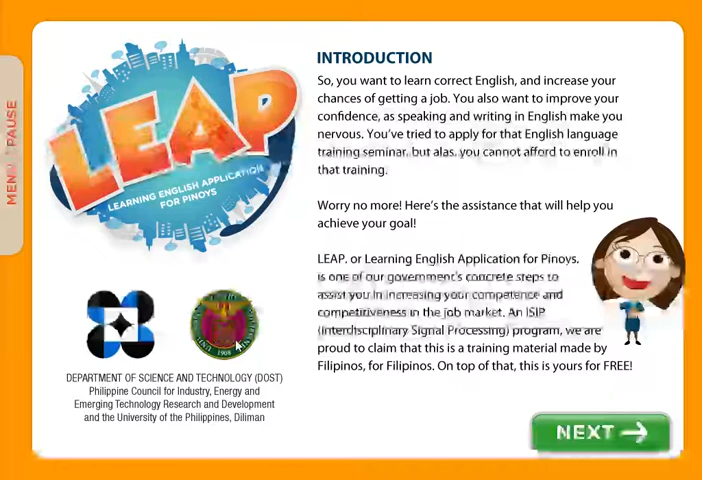 MENU PAUSE
LEAP
LEARNING ENGLISH APPLICATION
FOR PINOYS
1908
DEPARTMENT OF SCIENCE AND TECHNOLOGY (DOST)
Philippine Council for Industry, Energy and
Emerging Technology Research and Development
and the University of the Philippines, Diliman
INTRODUCTION
So, you want to learn correct English, and increase your
chances of getting a job. You also want to improve your
confidence, as speaking and writing in English make you
nervous. You've tried to apply for that English language
training seminar, but alas, you cannot afford to enroll in
that training.
Worry no more! Here's the assistance that will help you
achieve your goal!
LEAP, or Learning English Application for Pinoys,
is one of our government's concrete steps to
assist you in increasing your competence and
competitiveness in the job market. An ISIP
(Interdisciplinary Signal Processing) program, we are
proud to claim that this is a training material made by
Filipinos, for Filipinos. On top of that, this is yours for FREE!
NEXT